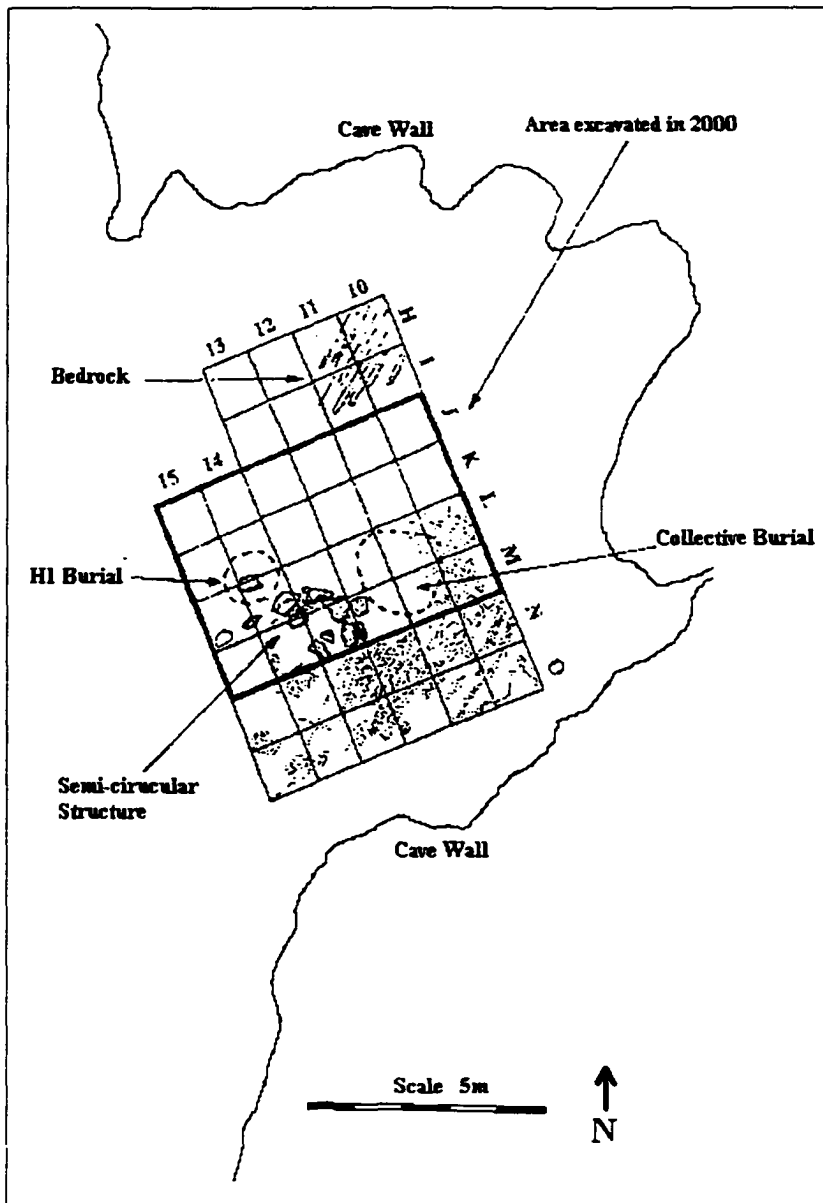 Cave Wall
Area excavated in 2000
13 12 11 10
H
I
Bedrock
J
15 14
K
L
M
Collective Burial
H1 Burial
N
O
Semi-cirucular
Structure
Cave Wall
Scale 5m
N